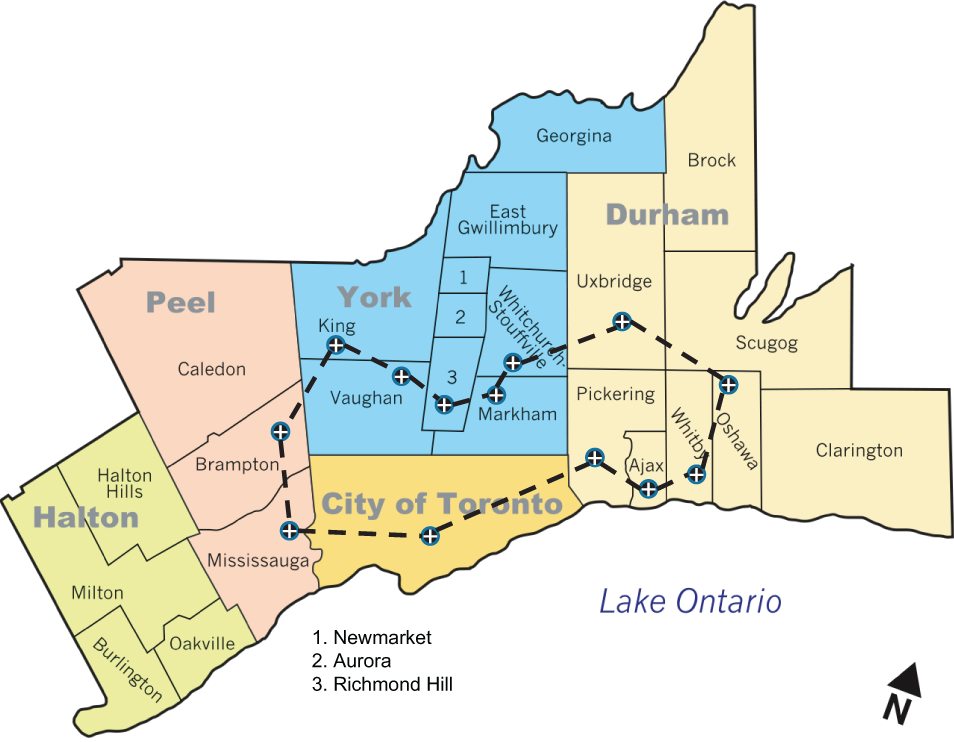 Georgina
Brock
East
Gwillimbury
Durham
1
Uxbridge
Peel
York
Whitchurch-
Stouffville
2
King
Scugog
Caledon
3
Vaughan
Markham
Pickering
Whitby
Oshawa
Clarington
Brampton
Ajax
Halton
Hills
Halton
City of Toronto
Mississauga
Milton
Lake Ontario
Burlington
Oakville
1. Newmarket
2. Aurora
3. Richmond Hill
N